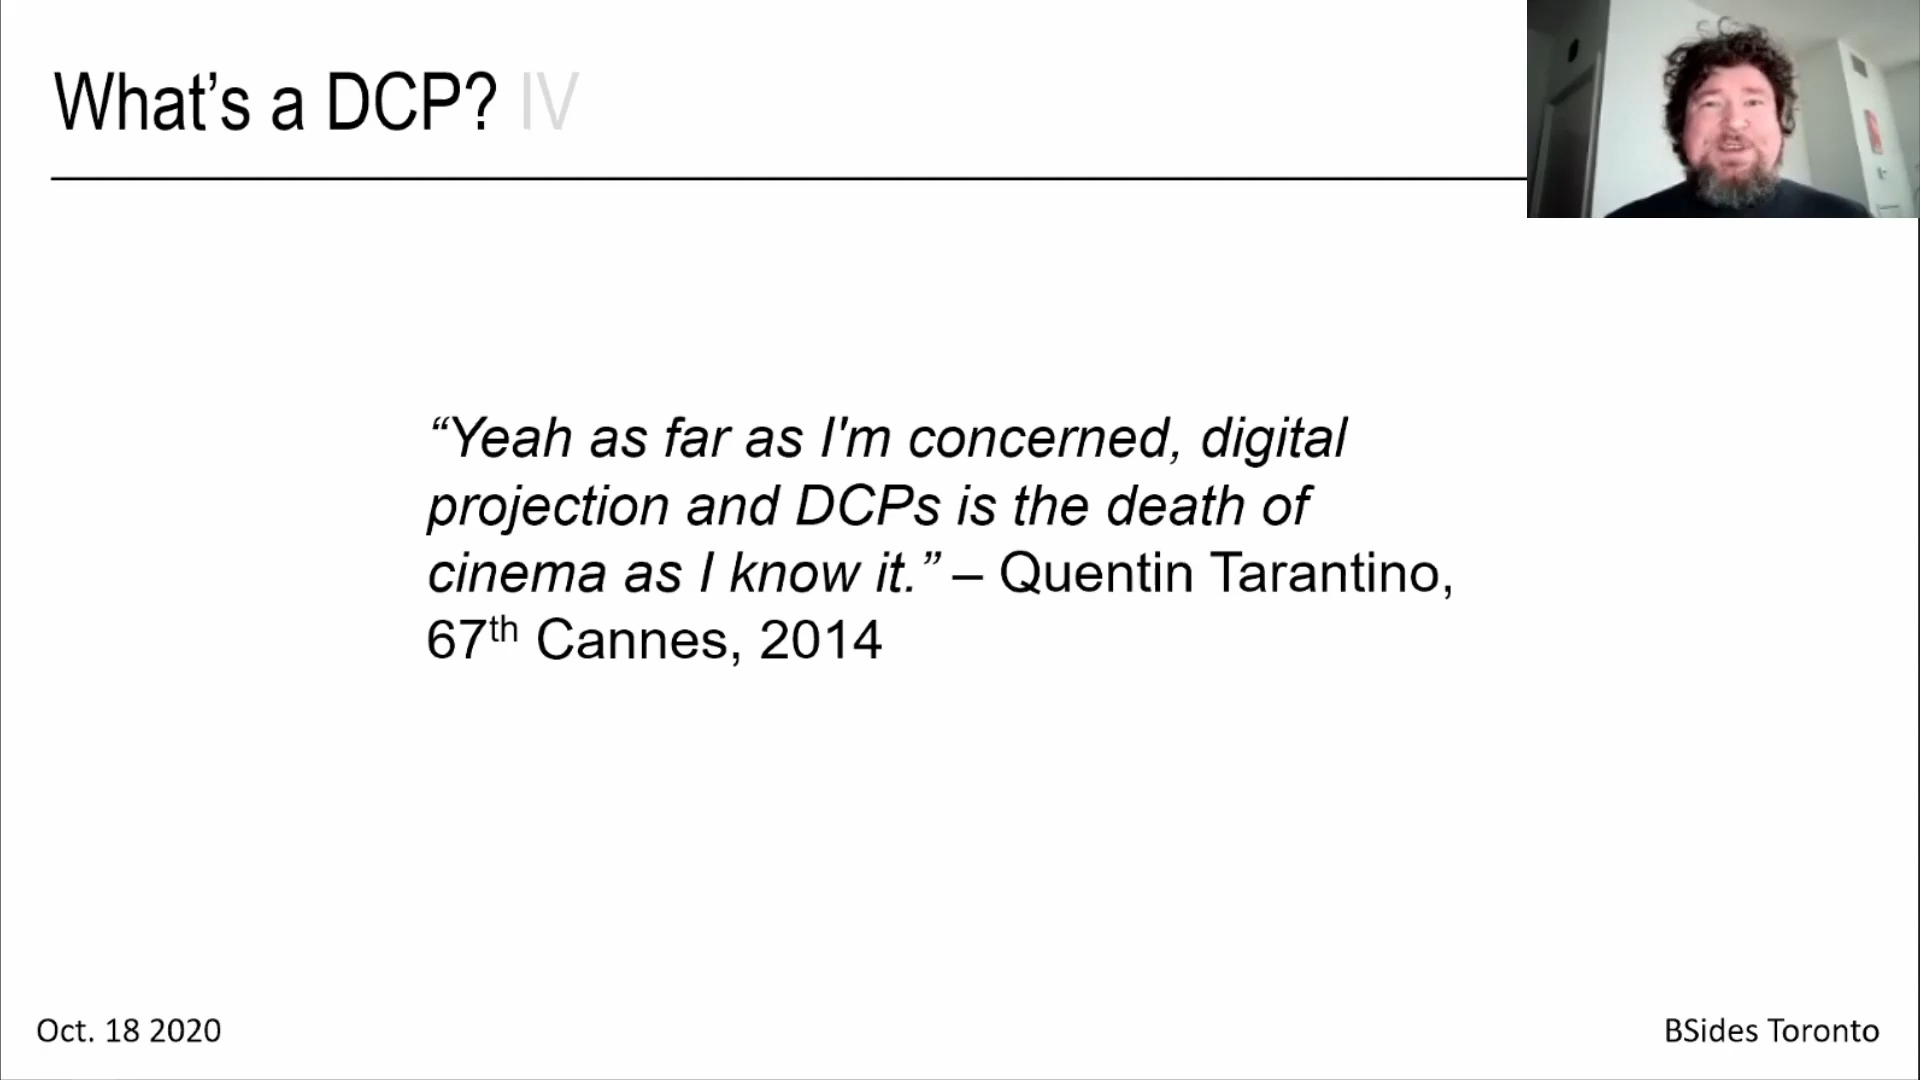 What’s a DCP? IV
“Yeah as far as I'm concerned, digital
projection and DCPs is the death of
cinema as I know it.” – Quentin Tarantino,
67th Cannes, 2014
Oct. 18 2020
BSides Toronto